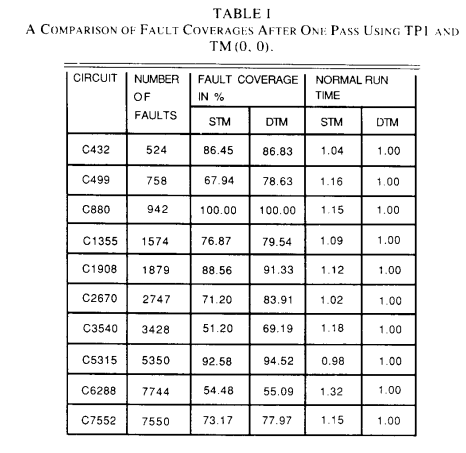 TABLE I
A COMPARISON OF FAULT COVERAGES AFTER ONE PASS USING TP1 AND
TM(0, 0).
CIRCUIT NUMBER OF FAULTS FAULT COVERAGE IN % NORMAL RUN TIME
STM DTM STM DTM
C432 524 86.45 86.83 1.04 1.00
C499 758 67.94 78.63 1.16 1.00
C880 942 100.00 100.00 1.15 1.00
C1355 1574 76.87 79.54 1.09 1.00
C1908 1879 88.56 91.33 1.12 1.00
C2670 2747 71.20 83.91 1.02 1.00
C3540 3428 51.20 69.19 1.18 1.00
C5315 5350 92.58 94.52 0.98 1.00
C6288 7744 54.48 55.09 1.32 1.00
C7552 7550 73.17 77.97 1.15 1.00